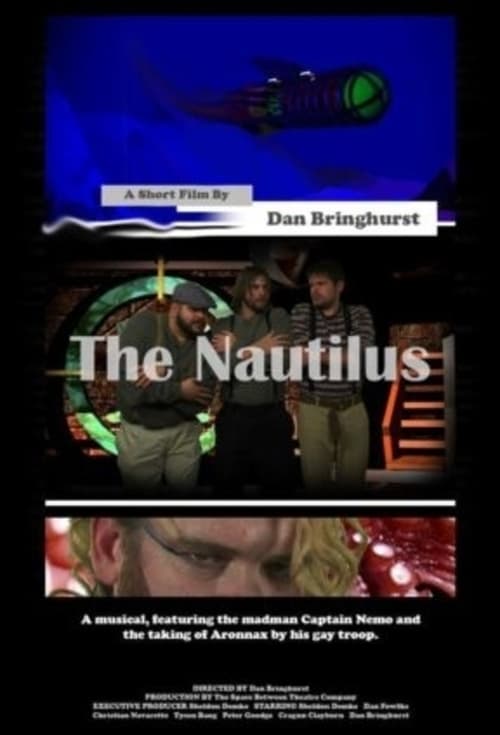 A Short Film By
Dan Bringhurst
The Nautilus
A musical, featuring the madman Captain Nemo and
the taking of Aronnax by his gay troop.
DIRECTED BY Dan Bringhurst
PRODUCTION BY The Space Between Theatre Company
EXECUTIVE PRODUCER Sheldon Demke STARRING Sheldon Demke Dan Fowlks
Christian Navarette Tyson Bang Peter Goodge Cragun Clayburn Dan Bringhurst